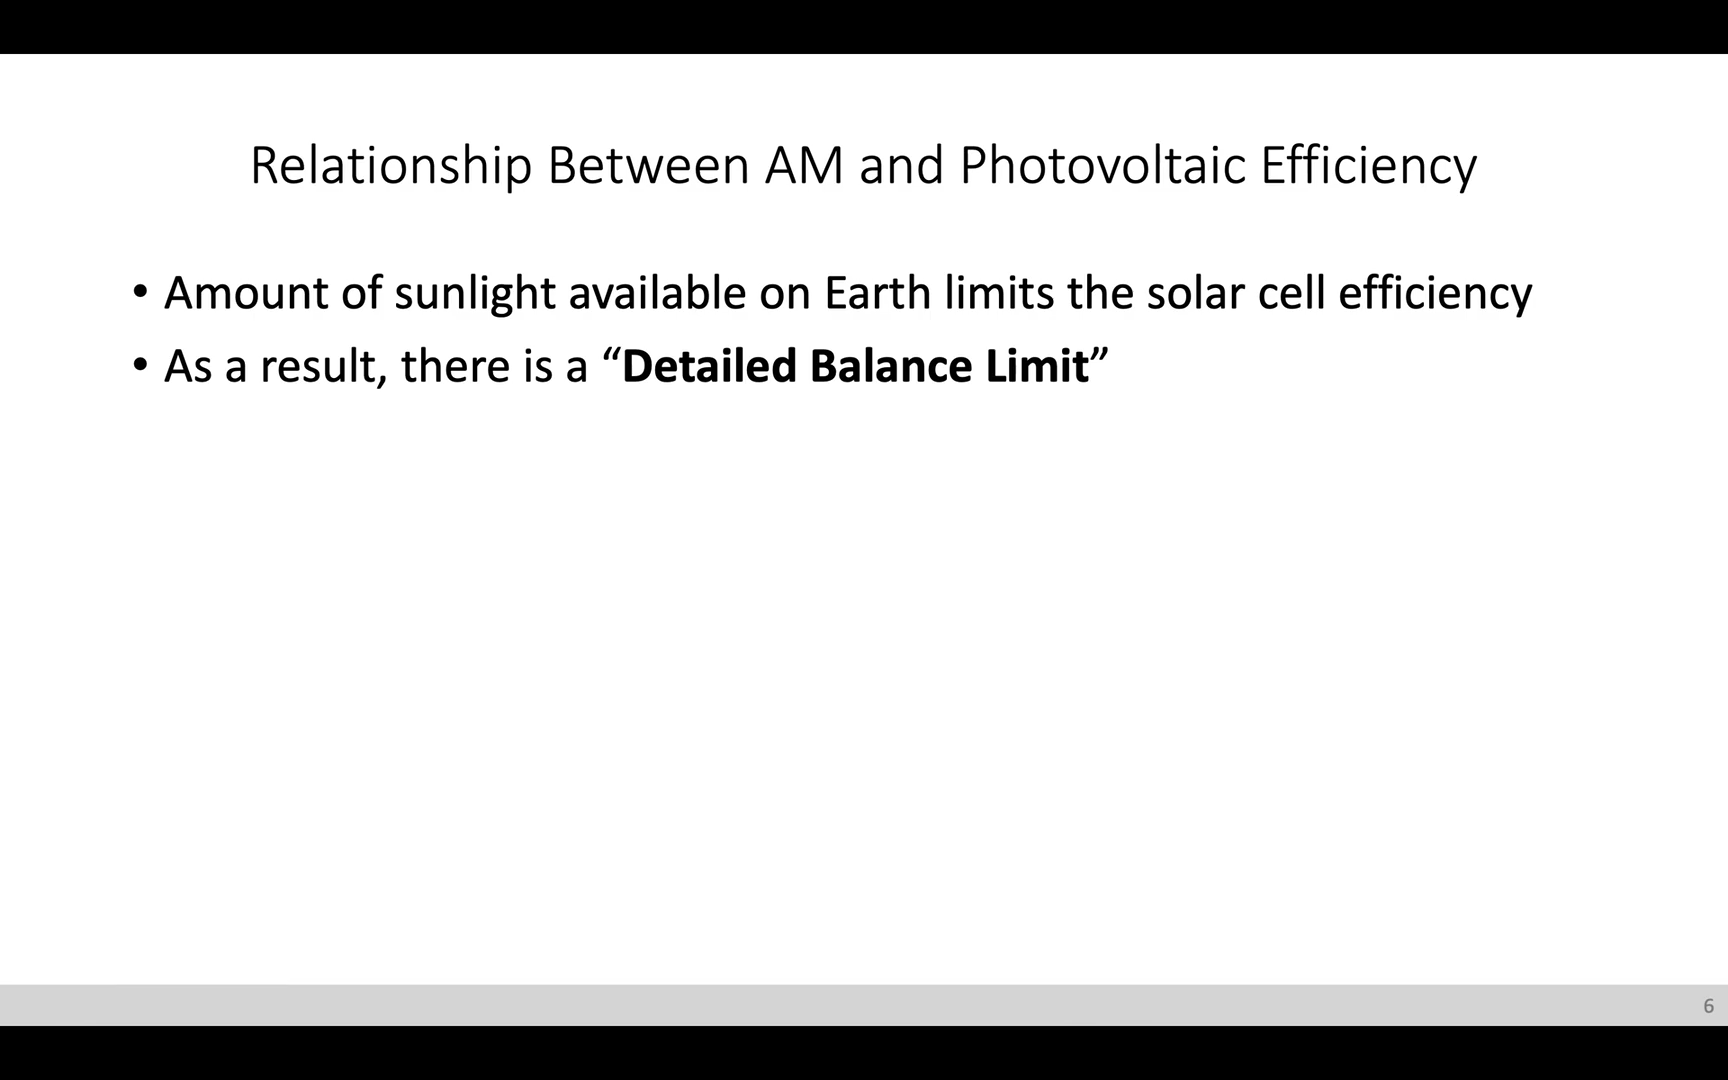 Relationship Between AM and Photovoltaic Efficiency
• Amount of sunlight available on Earth limits the solar cell efficiency
• As a result, there is a “Detailed Balance Limit”
6